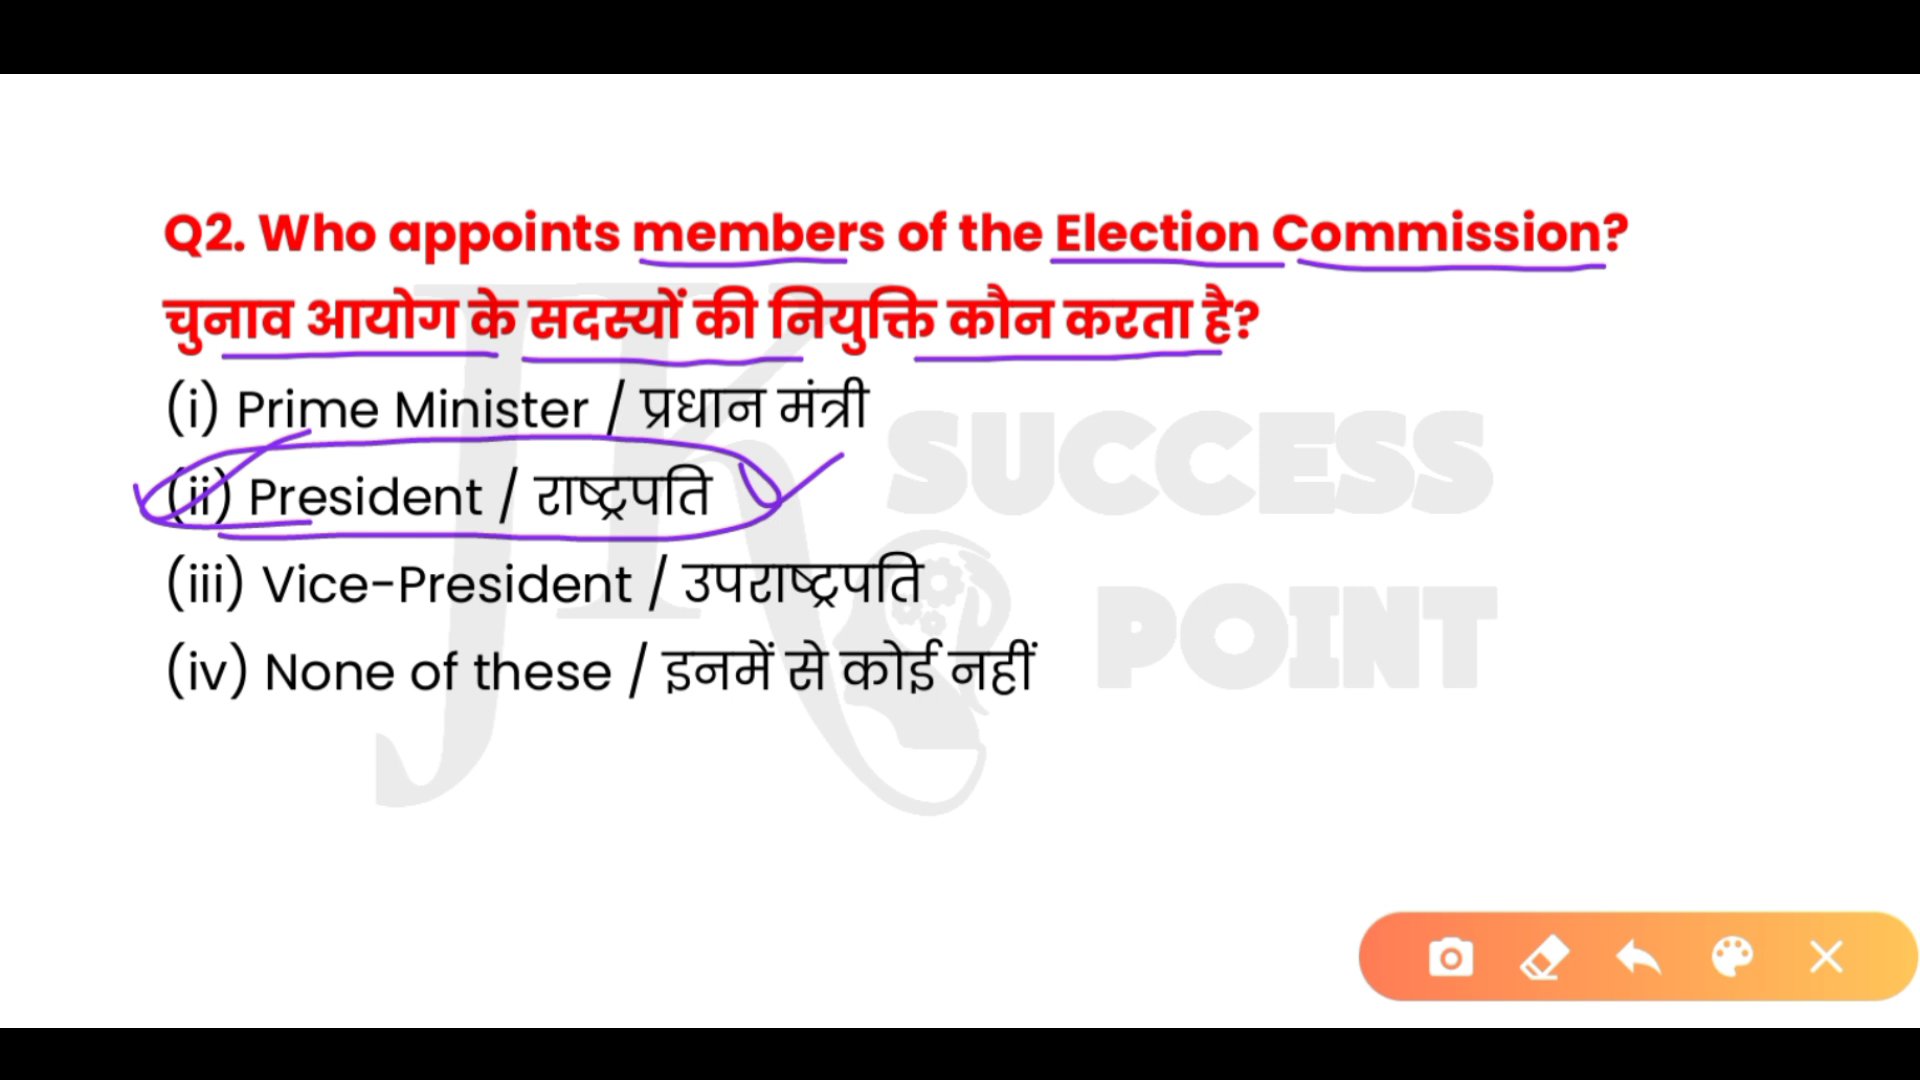 Q2. Who appoints members of the Election Commission?
चुनाव आयोग के सदस्यों की नियुक्ति कौन करता है?
(i) Prime Minister / प्रधान मंत्री
(ii) President / राष्ट्रपति
(iii) Vice-President / उपराष्ट्रपति
(iv) None of these / इनमें से कोई नहीं
JK SUCCESS
POINT